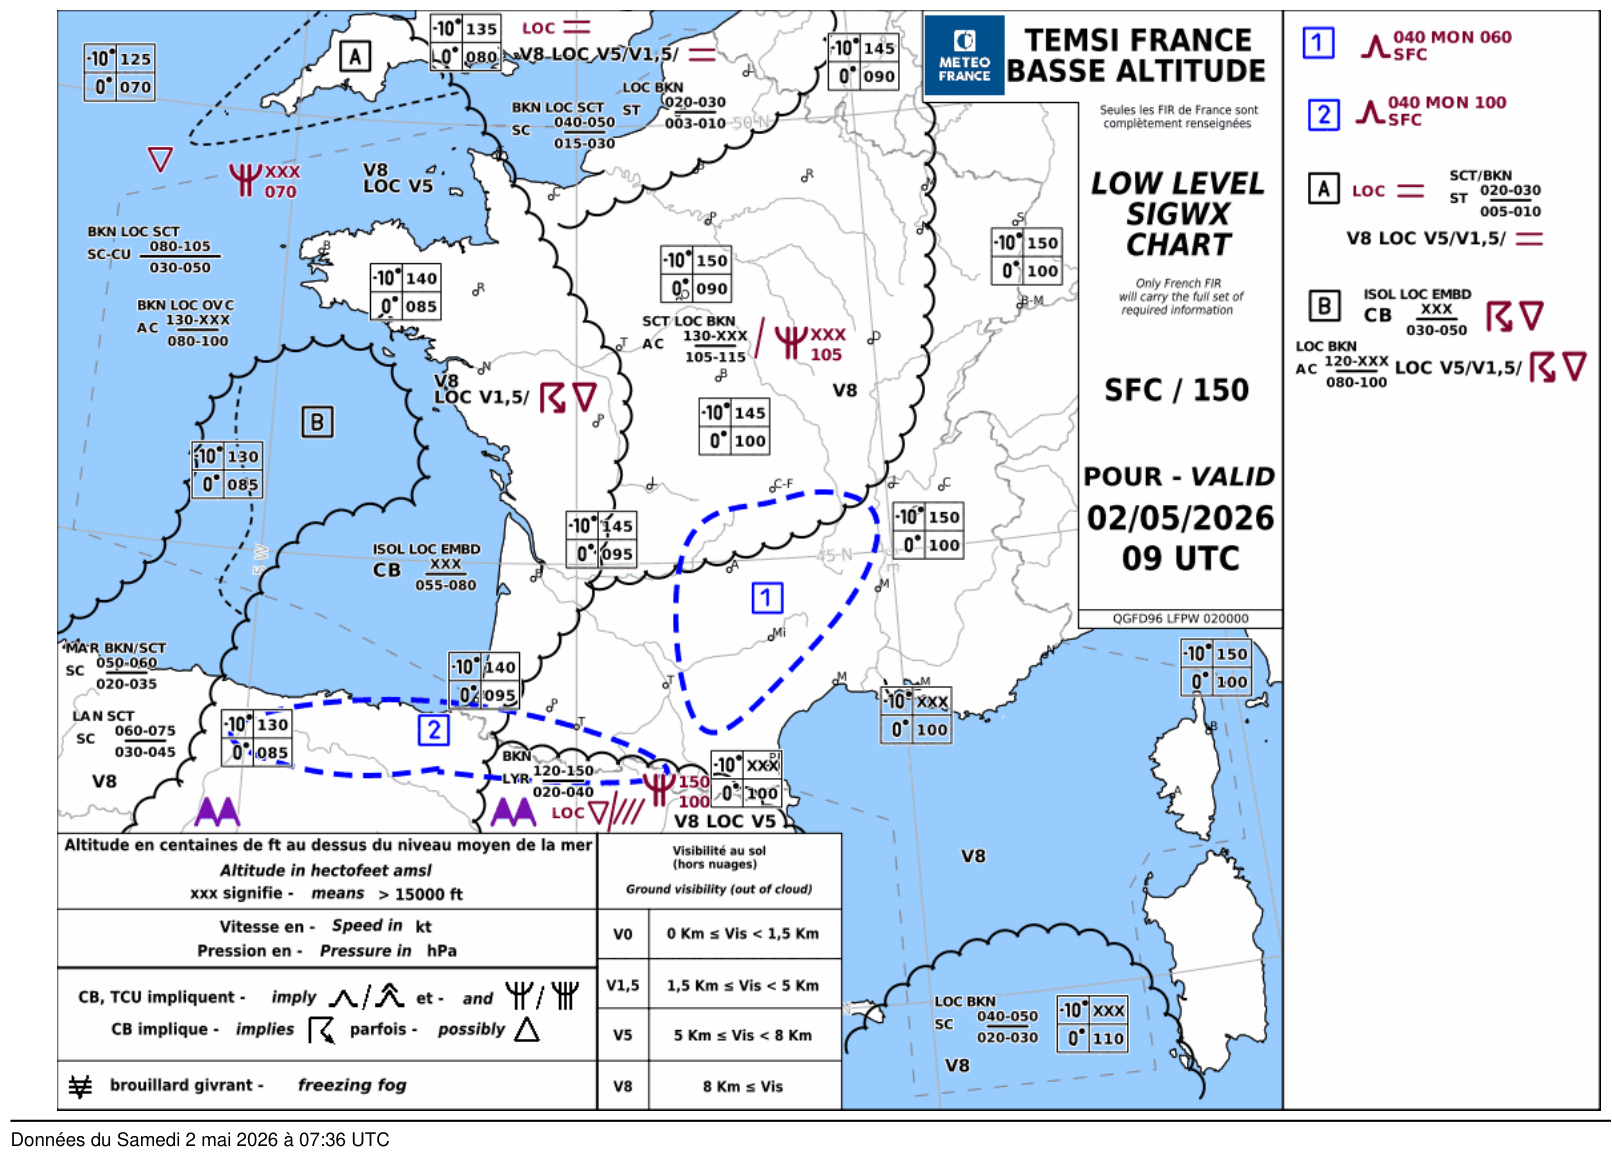 -10° 125
0° 070
A
-10° 135
0° 080
LOC
V8 LOC V5/V1,5/
LOC BKN
ST 020-030
003-010
BKN LOC SCT
SC 040-050
015-030
50°N
-10° 145
0° 090
METEO
FRANCE
TEMSI FRANCE
BASSE ALTITUDE
Seules les FIR de France sont
complètement renseignées
LOW LEVEL
SIGWX
CHART
Only French FIR
will carry the full set of
required information
SFC / 150
POUR - VALID
02/05/2026
09 UTC
QGFD96 LFPW 020000
1
040 MON 060
SFC
2
040 MON 100
SFC
A
LOC
SCT/BKN
ST 020-030
005-010
V8 LOC V5/V1,5/
B
ISOL LOC EMBD
CB XXX
030-050
LOC BKN
AC 120-XXX
080-100
LOC V5/V1,5/
XXX
070
V8
LOC V5
BKN LOC SCT
SC-CU 080-105
030-050
BKN LOC OVC
AC 130-XXX
080-100
-10° 140
0° 085
-10° 150
0° 090
SCT LOC BKN
AC 130-XXX
105-115
XXX
105
-10° 150
0° 100
V8
V8
LOC V1,5/
-10° 145
0° 100
B
-10° 130
0° 085
5°W
ISOL LOC EMBD
CB XXX
055-080
-10° 145
0° 095
45°N
-10° 150
0° 100
1
MAR BKN/SCT
SC 050-060
020-035
-10° 140
0° 095
LAN SCT
SC 060-075
030-045
V8
-10° 130
0° 085
2
BKN
LYR 120-150
020-040
LOC
150
100
V8 LOC V5
-10° XXX
0° 100
-10° XXX
0° 100
-10° 150
0° 100
V8
LOC BKN
SC 040-050
020-030
-10° XXX
0° 110
V8
B
C
R
N
P
T
B
L
C-F
A
Mi
M
T
P
T
B
P
R
M
N
S
B-M
D
L
C
M
M
N
B
A
L
Altitude en centaines de ft au dessus du niveau moyen de la mer
Altitude in hectofeet amsl
xxx signifie - means > 15000 ft
Vitesse en - Speed in kt
Pression en - Pressure in hPa
CB, TCU impliquent - imply / et - and /
CB implique - implies parfois - possibly
brouillard givrant - freezing fog
Visibilité au sol
(hors nuages)
Ground visibility (out of cloud)
V0 0 Km ≤ Vis < 1,5 Km
V1,5 1,5 Km ≤ Vis < 5 Km
V5 5 Km ≤ Vis < 8 Km
V8 8 Km ≤ Vis
Données du Samedi 2 mai 2026 à 07:36 UTC